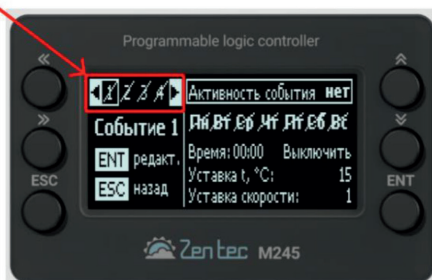 Programmable logic controller
1 2 3 4 Активность события нет
Событие 1 Пн Вт Ср Чт Пт Сб Вс
ENT редакт. Время: 00:00 Выключить
Уставка t, °C: 15
ESC назад Уставка скорости: 1
ESC
ENT
Zentec M245